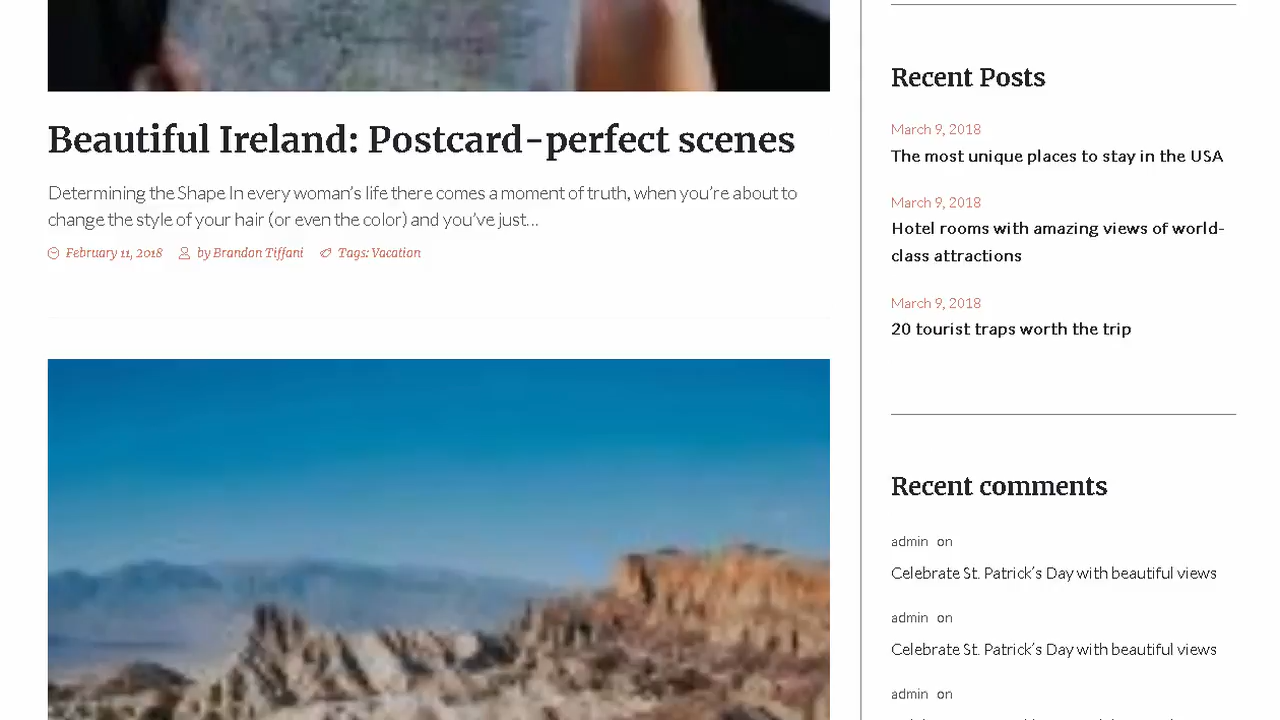 Beautiful Ireland: Postcard-perfect scenes
Determining the Shape In every woman's life there comes a moment of truth, when you're about to
change the style of your hair (or even the color) and you've just...
February 11, 2018 by Brandon Tiffani Tags: Vacation
Recent Posts
March 9, 2018
The most unique places to stay in the USA
March 9, 2018
Hotel rooms with amazing views of world-
class attractions
March 9, 2018
20 tourist traps worth the trip
Recent comments
admin on
Celebrate St. Patrick's Day with beautiful views
admin on
Celebrate St. Patrick's Day with beautiful views
admin on